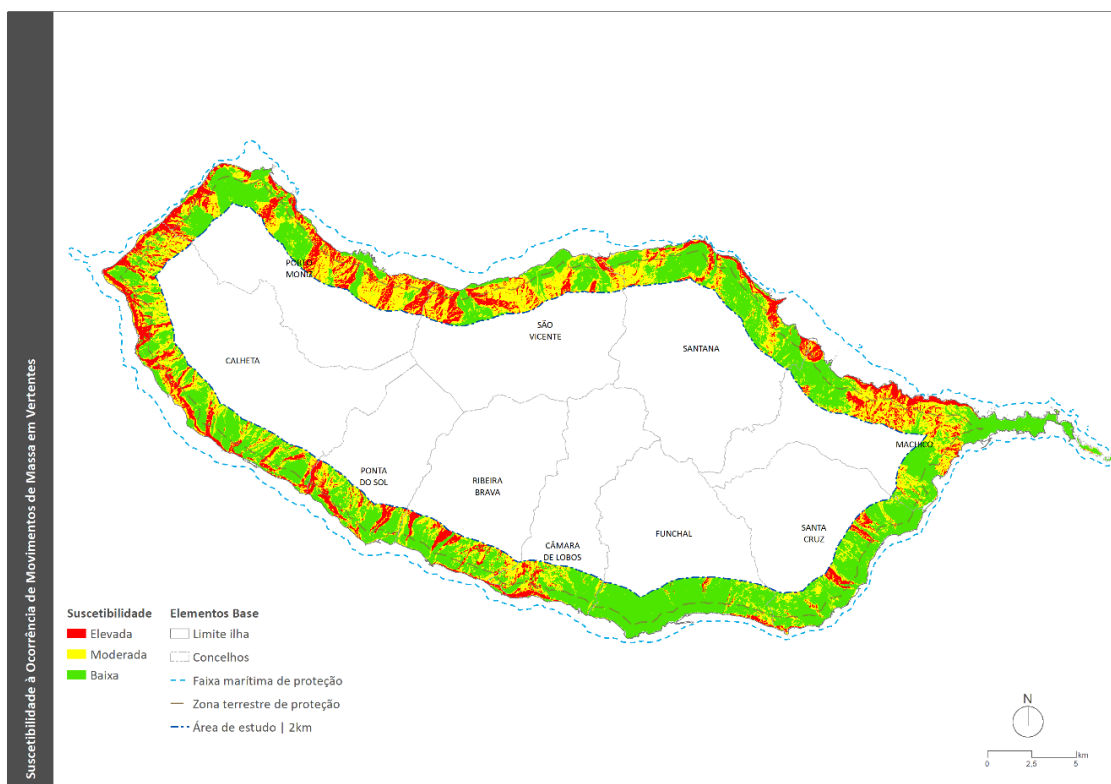 Suscetibilidade à Ocorrência de Movimentos de Massa em Vertentes
PORTO
MONIZ
SÃO
VICENTE
SANTANA
CALHETA
MACHICO
PONTA
DO SOL
RIBEIRA
BRAVA
CÂMARA
DE LOBOS
FUNCHAL
SANTA
CRUZ
Suscetibilidade
Elevada
Moderada
Baixa
Elementos Base
Limite ilha
Concelhos
Faixa marítima de proteção
Zona terrestre de proteção
Área de estudo | 2km
N
km
0 2,5 5